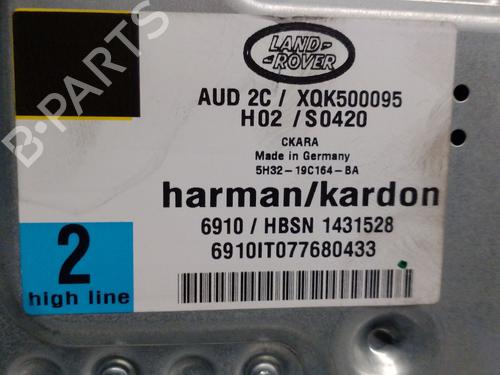 LAND-
-ROVER
AUD 2C / XQK500095
H02 / S0420
CKARA
Made in Germany
5H32-19C164-BA
harman/kardon
6910 / HBSN 1431528
6910IT077680433
2
high line
B-PARTS